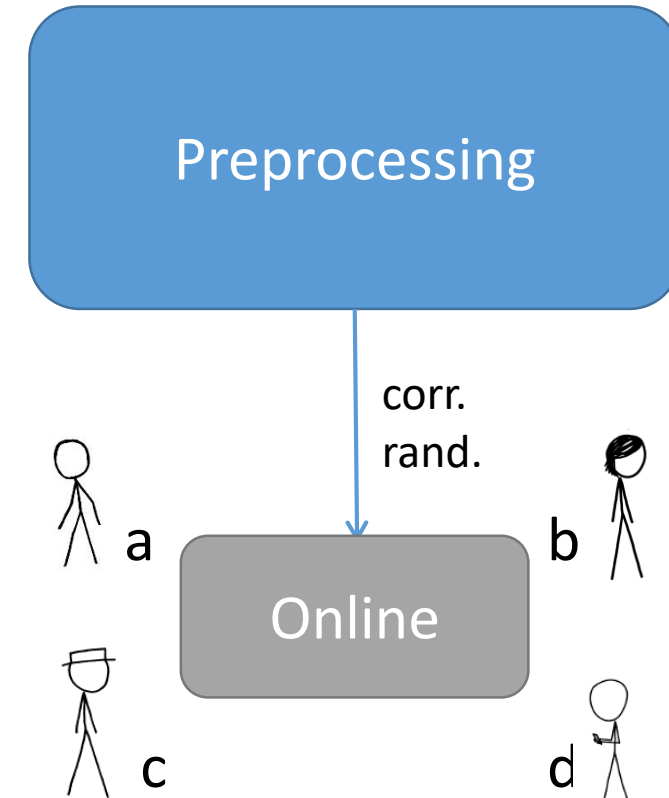 Preprocessing
corr.
rand.
a
b
Online
c
d